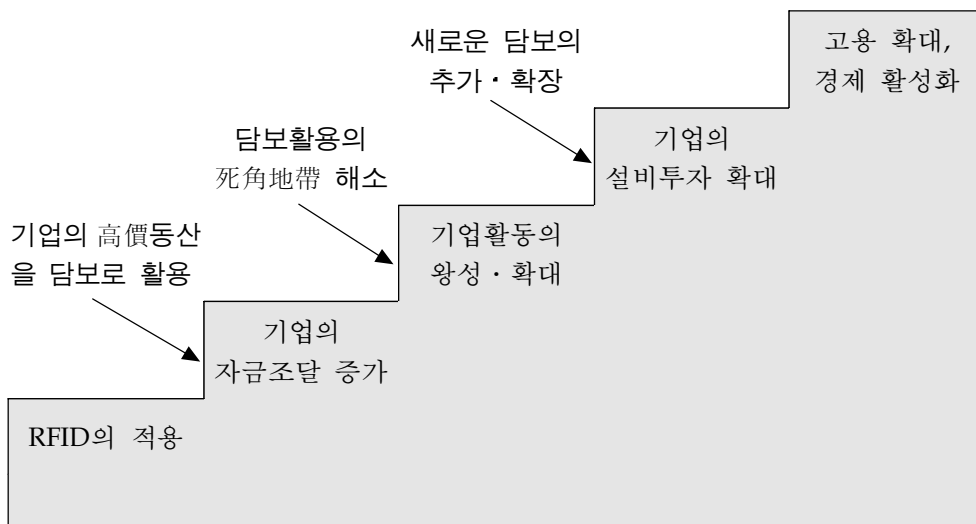 새로운 담보의
추가·확장
고용 확대,
경제 활성화
담보활용의
死角地帶 해소
기업의
설비투자 확대
기업의 高價동산
을 담보로 활용
기업활동의
왕성·확대
기업의
자금조달 증가
RFID의 적용